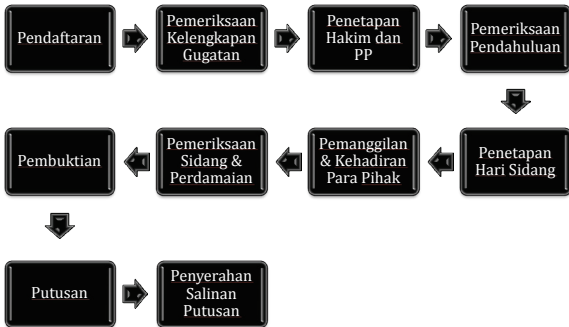 Pendaftaran
Pemeriksaan
Kelengkapan
Gugatan
Penetapan
Hakim dan
PP
Pemeriksaan
Pendahuluan
Penetapan
Hari Sidang
Pemanggilan
& Kehadiran
Para Pihak
Pemeriksaan
Sidang &
Perdamaian
Pembuktian
Putusan
Penyerahan
Salinan
Putusan